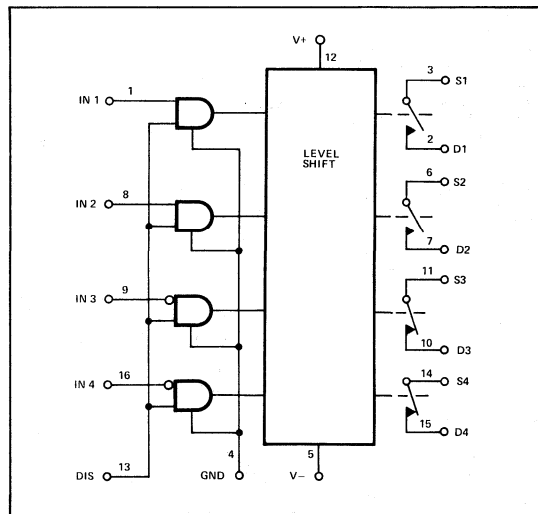 V+
12
IN 1
1
3
S1
2
D1
LEVEL
SHIFT
IN 2
8
6
S2
7
D2
IN 3
9
11
S3
10
D3
IN 4
16
14
S4
15
D4
DIS
13
4
GND
5
V−